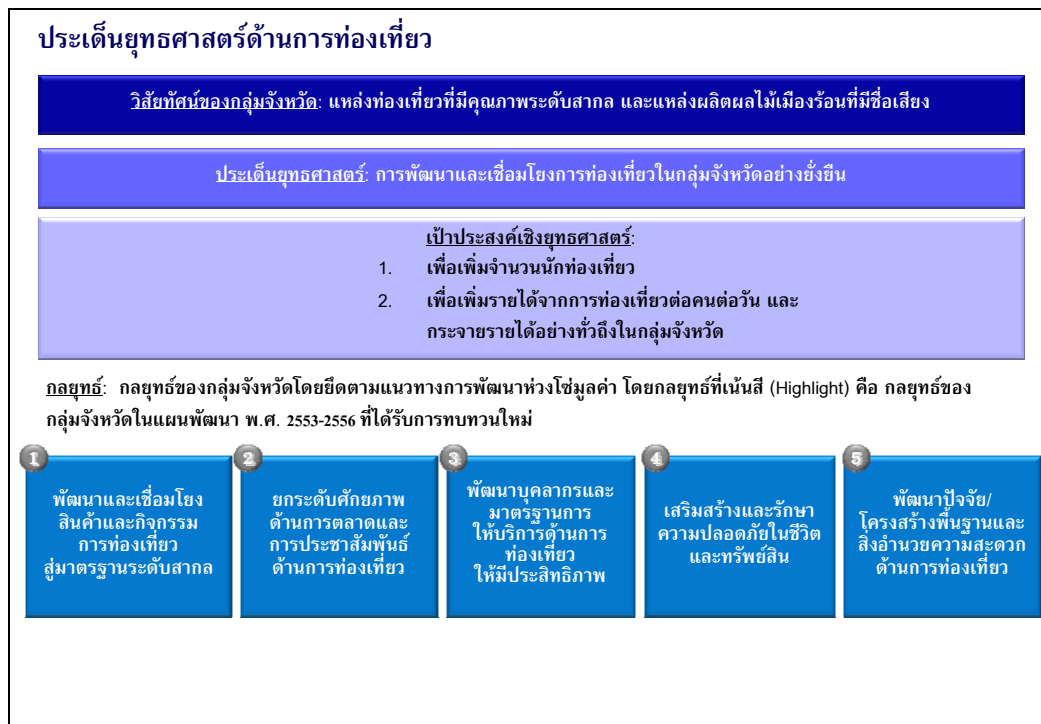 ประเด็นยุทธศาสตร์ด้านการท่องเที่ยว
วิสัยทัศน์ของกลุ่มจังหวัด: แหล่งท่องเที่ยวที่มีคุณภาพระดับสากล และแหล่งผลิตผลไม้เมืองร้อนที่มีชื่อเสียง
ประเด็นยุทธศาสตร์: การพัฒนาและเชื่อมโยงการท่องเที่ยวในกลุ่มจังหวัดอย่างยั่งยืน
เป้าประสงค์เชิงยุทธศาสตร์:
1. เพื่อเพิ่มจำนวนนักท่องเที่ยว
2. เพื่อเพิ่มรายได้จากการท่องเที่ยวต่อคนต่อวัน และ
กระจายรายได้อย่างทั่วถึงในกลุ่มจังหวัด
กลยุทธ์: กลยุทธ์ของกลุ่มจังหวัดโดยยึดตามแนวทางการพัฒนาห่วงโซ่มูลค่า โดยกลยุทธ์ที่เน้นสี (Highlight) คือ กลยุทธ์ของ
กลุ่มจังหวัดในแผนพัฒนา พ.ศ. 2553-2556 ที่ได้รับการทบทวนใหม่
1
พัฒนาและเชื่อมโยง
สินค้าและกิจกรรม
การท่องเที่ยว
สู่มาตรฐานระดับสากล
2
ยกระดับศักยภาพ
ด้านการตลาดและ
การประชาสัมพันธ์
ด้านการท่องเที่ยว
3
พัฒนาบุคลากรและ
มาตรฐานการ
ให้บริการด้านการ
ท่องเที่ยว
ให้มีประสิทธิภาพ
4
เสริมสร้างและรักษา
ความปลอดภัยในชีวิต
และทรัพย์สิน
5
พัฒนาปัจจัย/
โครงสร้างพื้นฐานและ
สิ่งอำนวยความสะดวก
ด้านการท่องเที่ยว